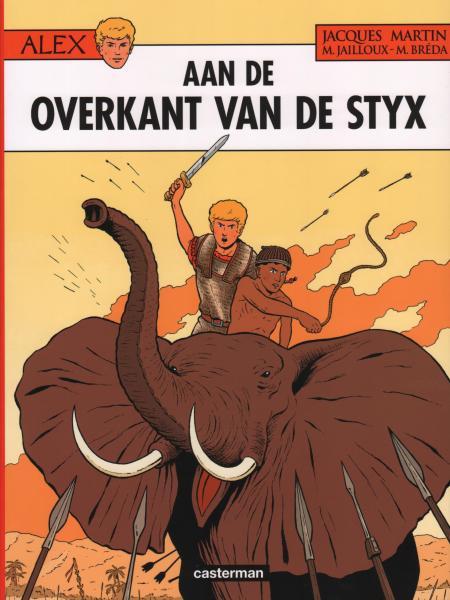 ALEX
JACQUES MARTIN
M. JAILLOUX - M. BRÉDA
AAN DE
OVERKANT VAN DE STYX
casterman